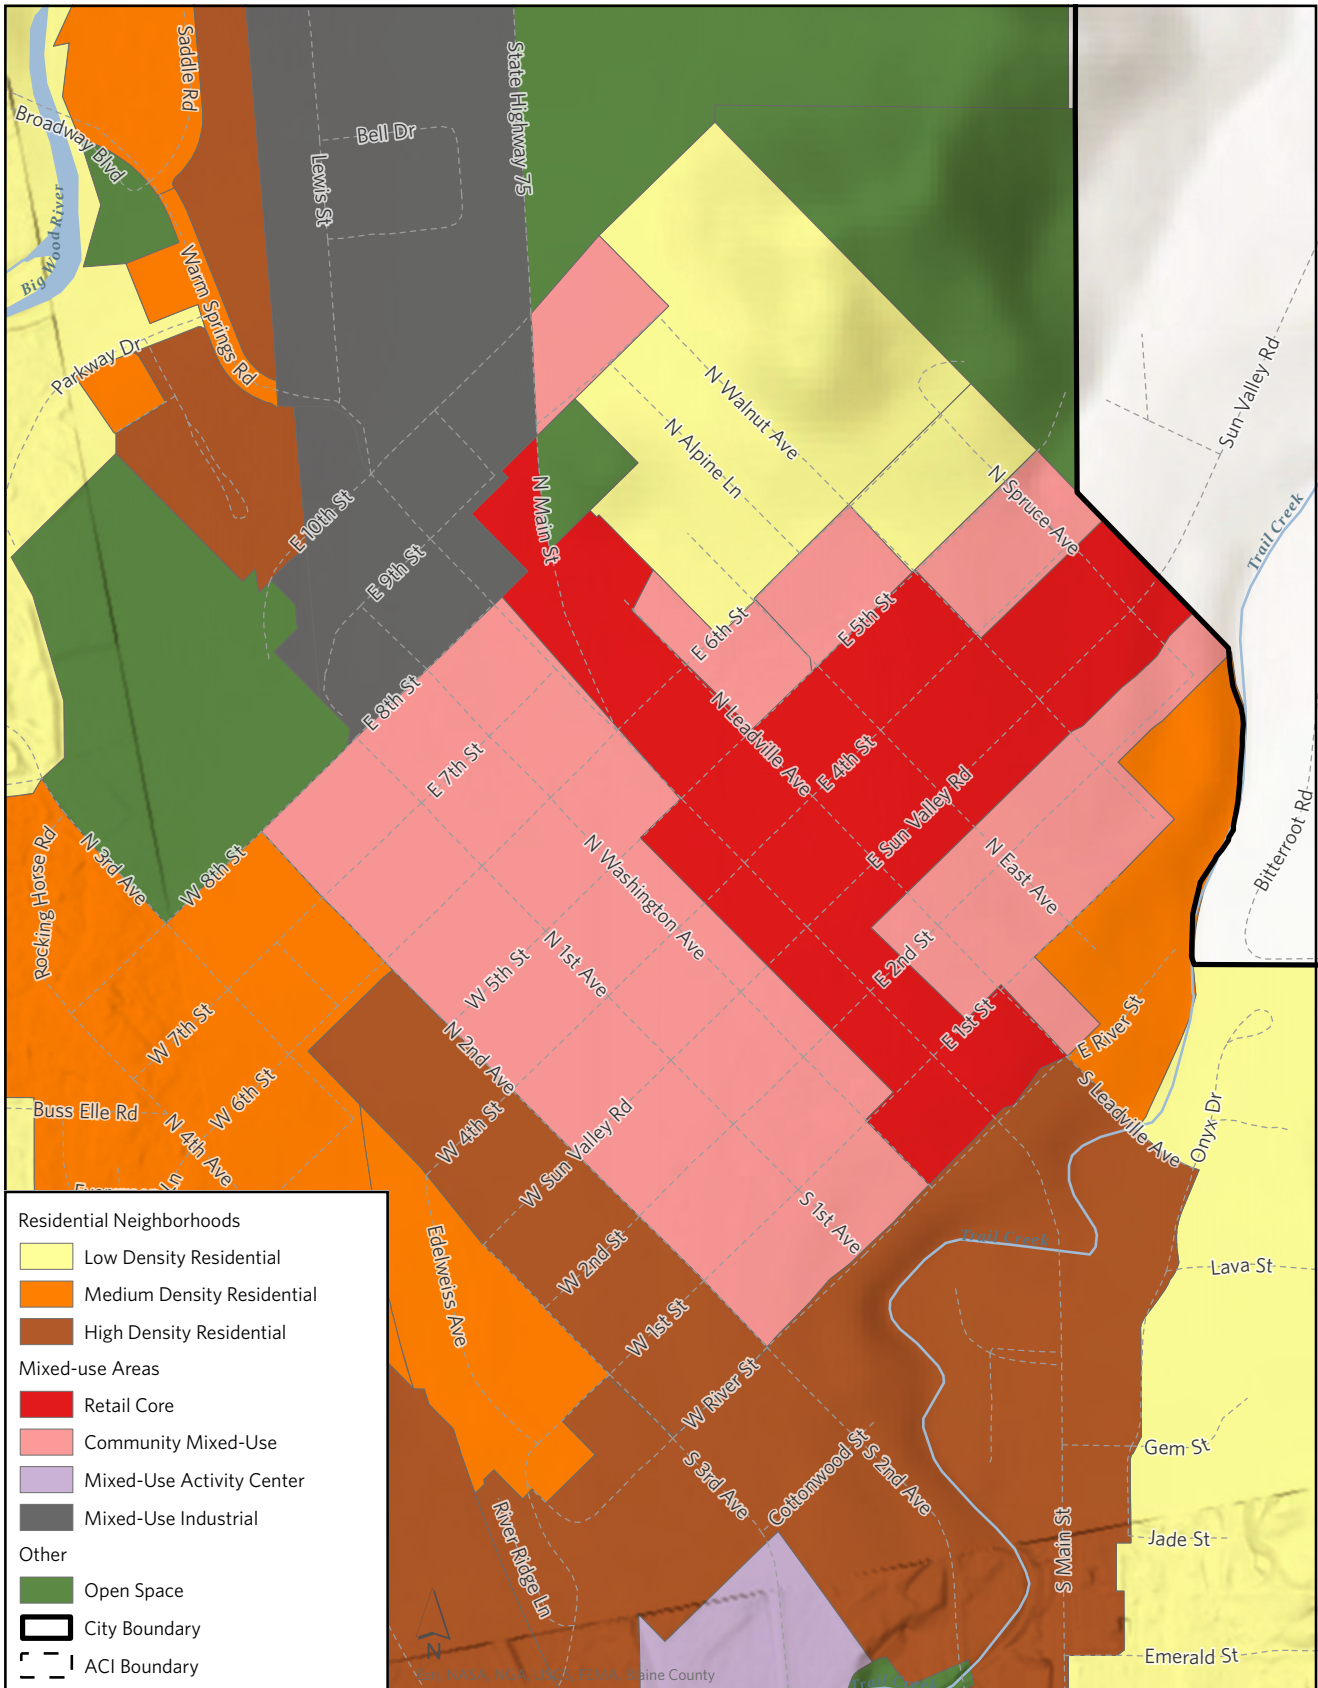 Saddle Rd
State Highway 75
Broadway Blvd
Bell Dr
Lewis St
Big Wood River
Warm Springs Rd
Parkway Dr
Sun Valley Rd
N Walnut Ave
N Alpine Ln
N Spruce Ave
Trail Creek
N Main St
E 10th St
E 9th St
E 6th St
E 5th St
E 8th St
N Leadville Ave
E 7th St
E 4th St
E Sun Valley Rd
Bitterroot Rd
Rocking Horse Rd
N 3rd Ave
W 8th St
N Washington Ave
N East Ave
N 1st Ave
W 5th St
E 2nd St
E 1st St
E River St
W 7th St
N 2nd Ave
W 6th St
Buss Elle Rd
N 4th Ave
W 4th St
W Sun Valley Rd
S Leadville Ave
Onyx Dr
Ln
S 1st Ave
Trail Creek
Edelweiss Ave
W 2nd St
Lava St
W 1st St
W River St
Gem St
S 3rd Ave
Cottonwood St
S 2nd Ave
River Ridge Ln
S Main St
Jade St
Emerald St
N
Blaine County
Residential Neighborhoods
Low Density Residential
Medium Density Residential
High Density Residential
Mixed-use Areas
Retail Core
Community Mixed-Use
Mixed-Use Activity Center
Mixed-Use Industrial
Other
Open Space
City Boundary
ACI Boundary